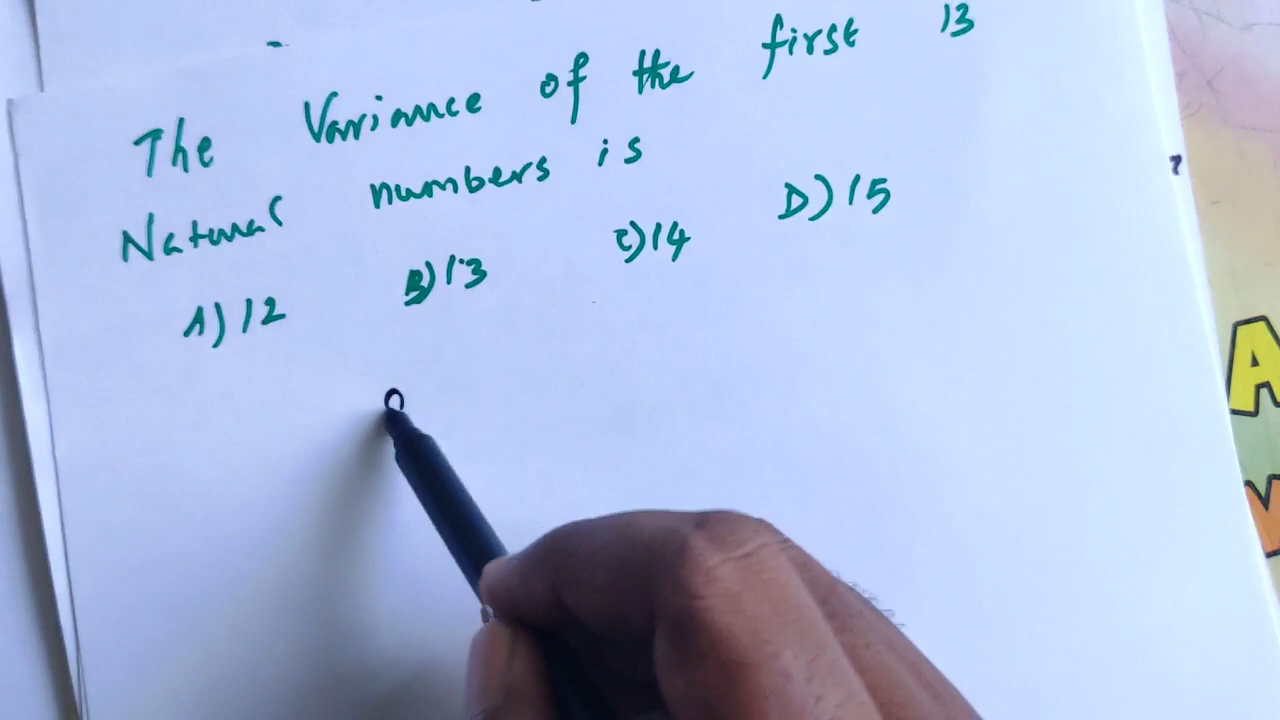 The Variance of the first 13
Natural numbers is
A) 12 B) 13 C) 14 D) 15
A